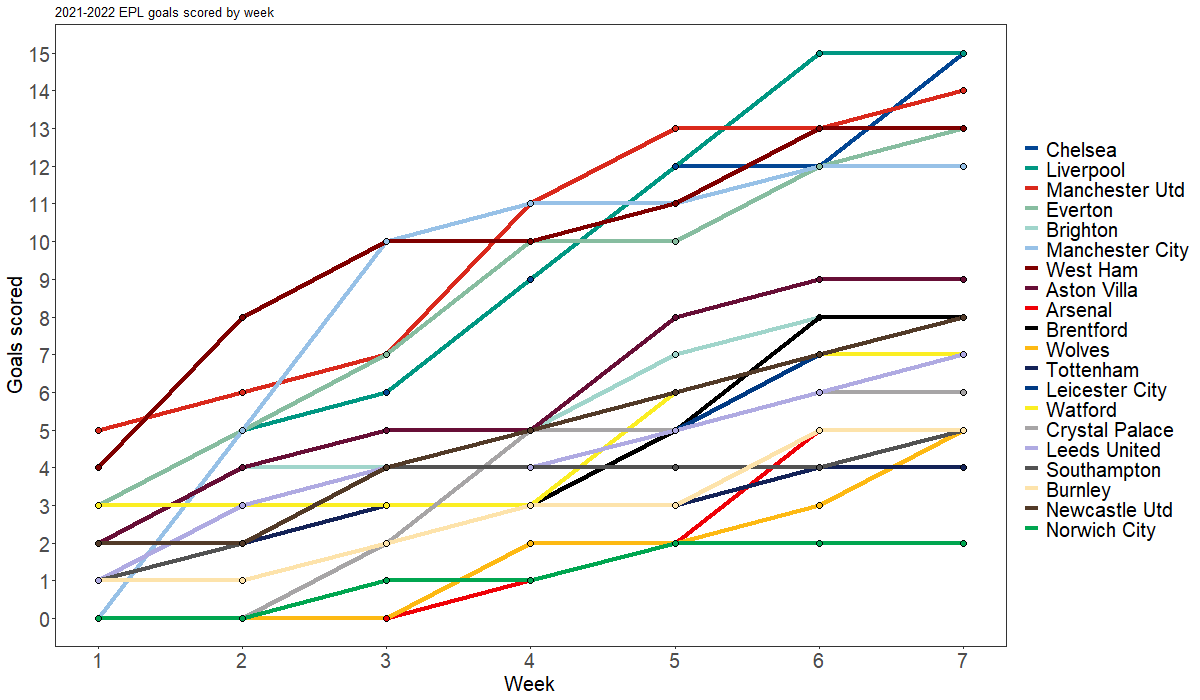 2021-2022 EPL goals scored by week
15
14
13
12
11
10
9
8
7
6
5
4
3
2
1
0
Goals scored
1 2 3 4 5 6 7
Week
Chelsea
Liverpool
Manchester Utd
Everton
Brighton
Manchester City
West Ham
Aston Villa
Arsenal
Brentford
Wolves
Tottenham
Leicester City
Watford
Crystal Palace
Leeds United
Southampton
Burnley
Newcastle Utd
Norwich City